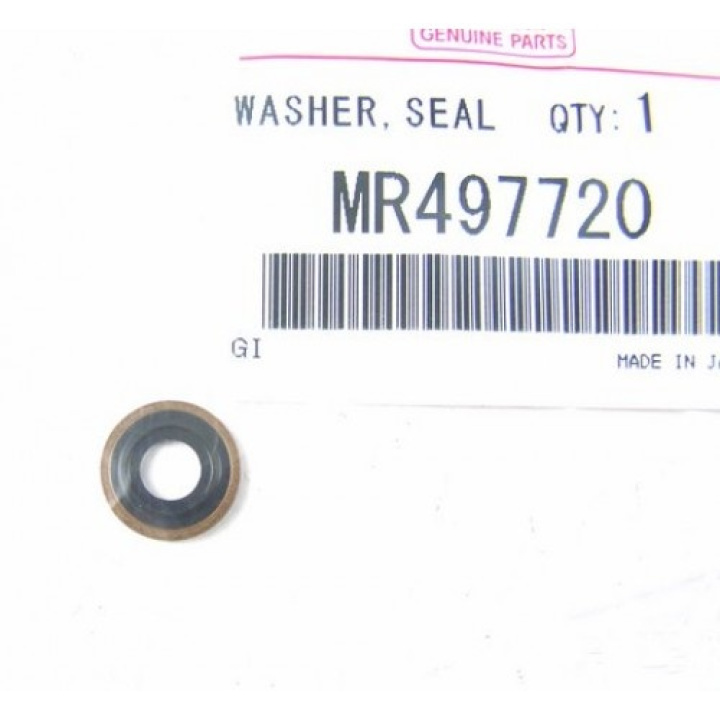 GENUINE PARTS
WASHER, SEAL QTY: 1
MR497720
GI
MADE IN